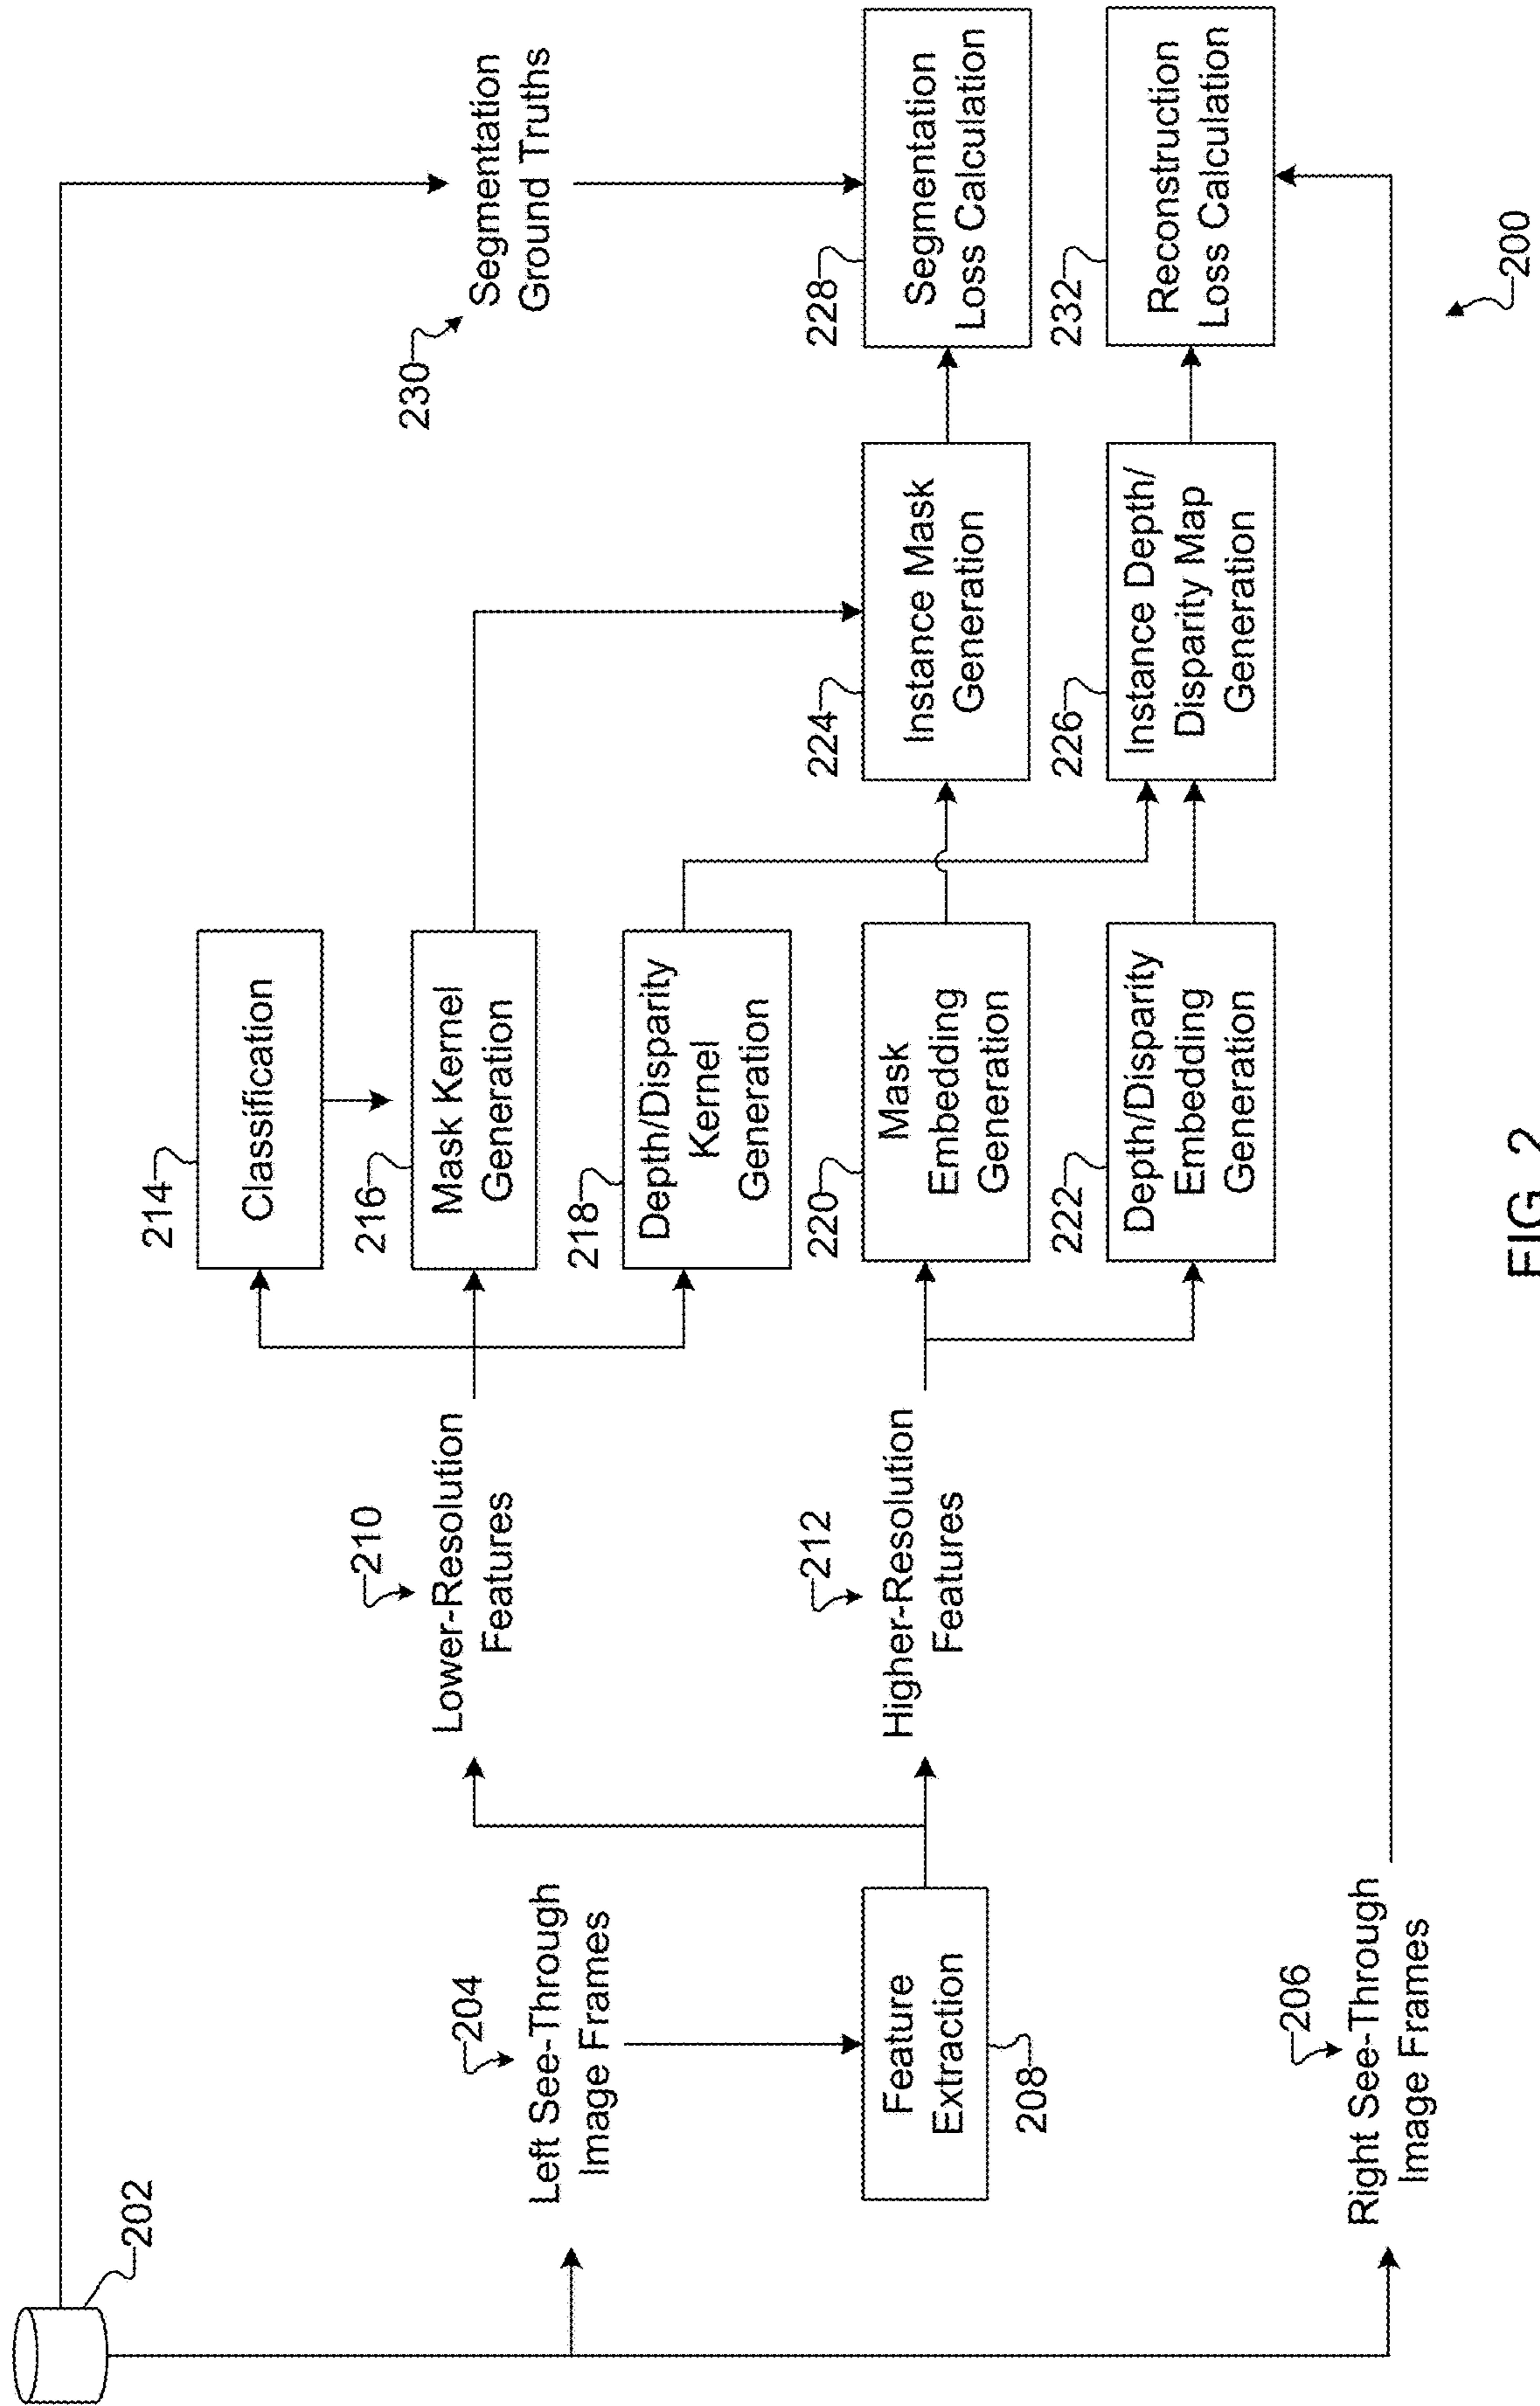 202
204
Left See-Through
Image Frames
Feature
Extraction
208
206
Right See-Through
Image Frames
210
Lower-Resolution
Features
212
Higher-Resolution
Features
214
Classification
216
Mask Kernel
Generation
218
Depth/Disparity
Kernel
Generation
220
Mask
Embedding
Generation
222
Depth/Disparity
Embedding
Generation
224
Instance Mask
Generation
226
Instance Depth/
Disparity Map
Generation
230
Segmentation
Ground Truths
228
Segmentation
Loss Calculation
232
Reconstruction
Loss Calculation
200
FIG. 2